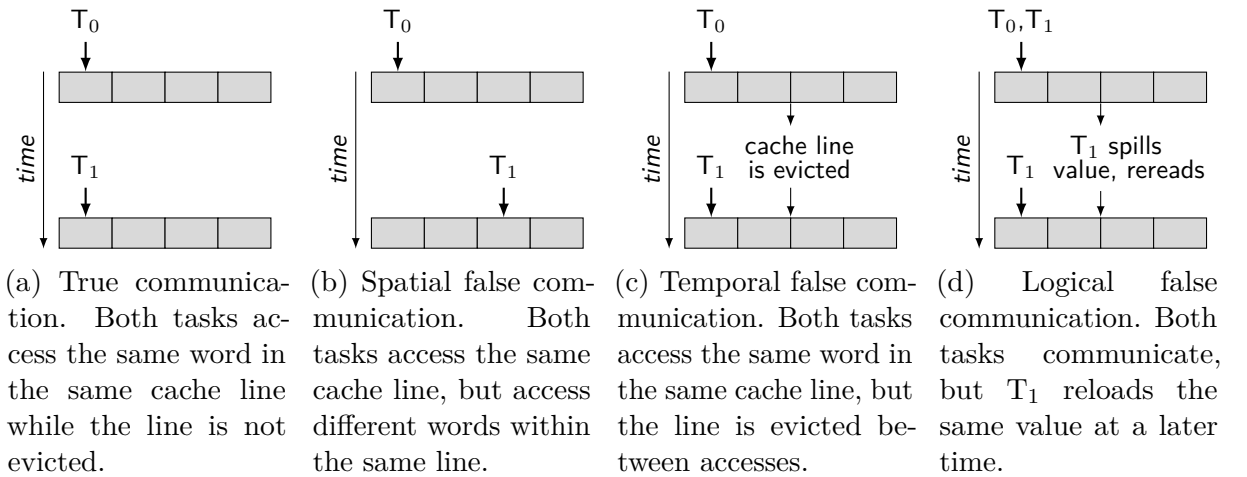 T0
time
T1
(a) True communica-
tion. Both tasks ac-
cess the same word in
the same cache line
while the line is not
evicted.
T0
time
T1
(b) Spatial false com-
munication. Both
tasks access the same
cache line, but access
different words within
the same line.
T0
time
cache line
is evicted
T1
(c) Temporal false com-
munication. Both tasks
access the same word in
the same cache line, but
the line is evicted be-
tween accesses.
T0,T1
time
T1 spills
value, rereads
T1
(d) Logical false
communication. Both
tasks communicate,
but T1 reloads the
same value at a later
time.